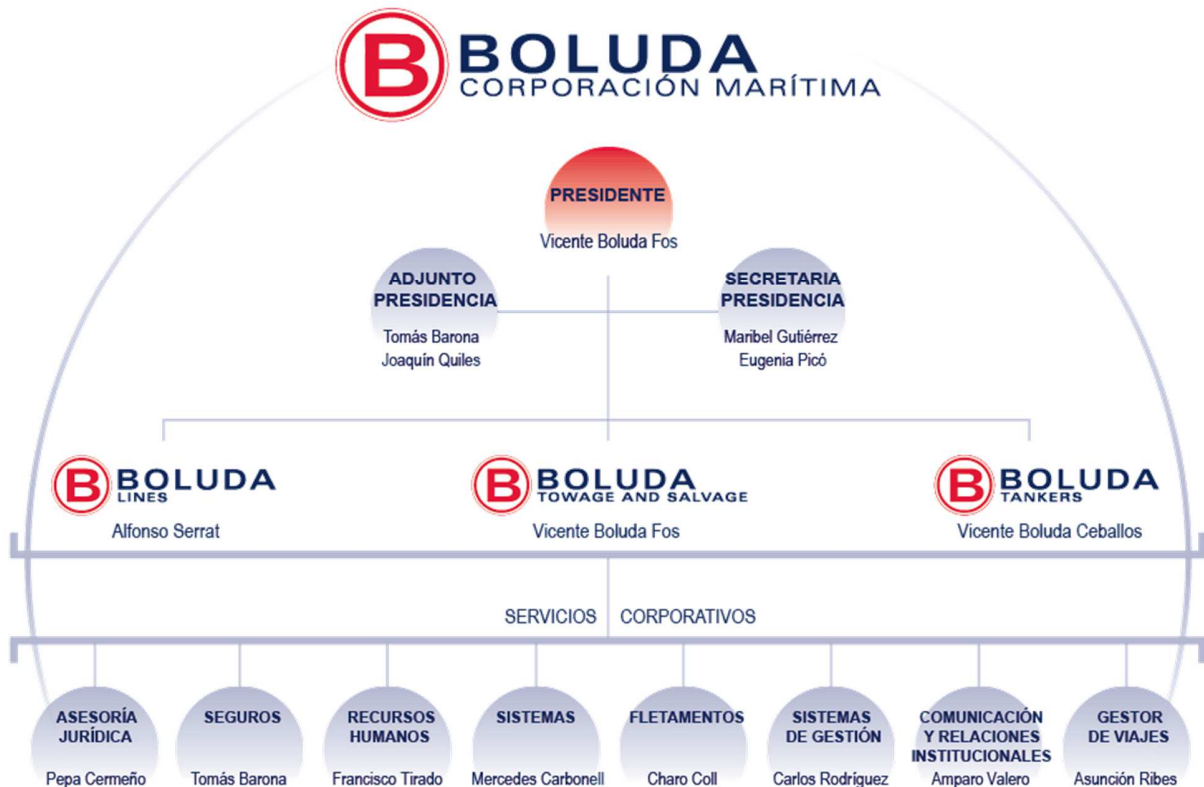 B BOLUDA
CORPORACIÓN MARÍTIMA
PRESIDENTE
Vicente Boluda Fos
ADJUNTO
PRESIDENCIA
Tomás Barona
Joaquín Quiles
SECRETARIA
PRESIDENCIA
Maribel Gutiérrez
Eugenia Picó
B BOLUDA
LINES
Alfonso Serrat
B BOLUDA
TOWAGE AND SALVAGE
Vicente Boluda Fos
B BOLUDA
TANKERS
Vicente Boluda Ceballos
SERVICIOS CORPORATIVOS
ASESORÍA
JURÍDICA
Pepa Cermeño
SEGUROS
Tomás Barona
RECURSOS
HUMANOS
Francisco Tirado
SISTEMAS
Mercedes Carbonell
FLETAMENTOS
Charo Coll
SISTEMAS
DE GESTIÓN
Carlos Rodríguez
COMUNICACIÓN
Y RELACIONES
INSTITUCIONALES
Amparo Valero
GESTOR
DE VIAJES
Asunción Ribes